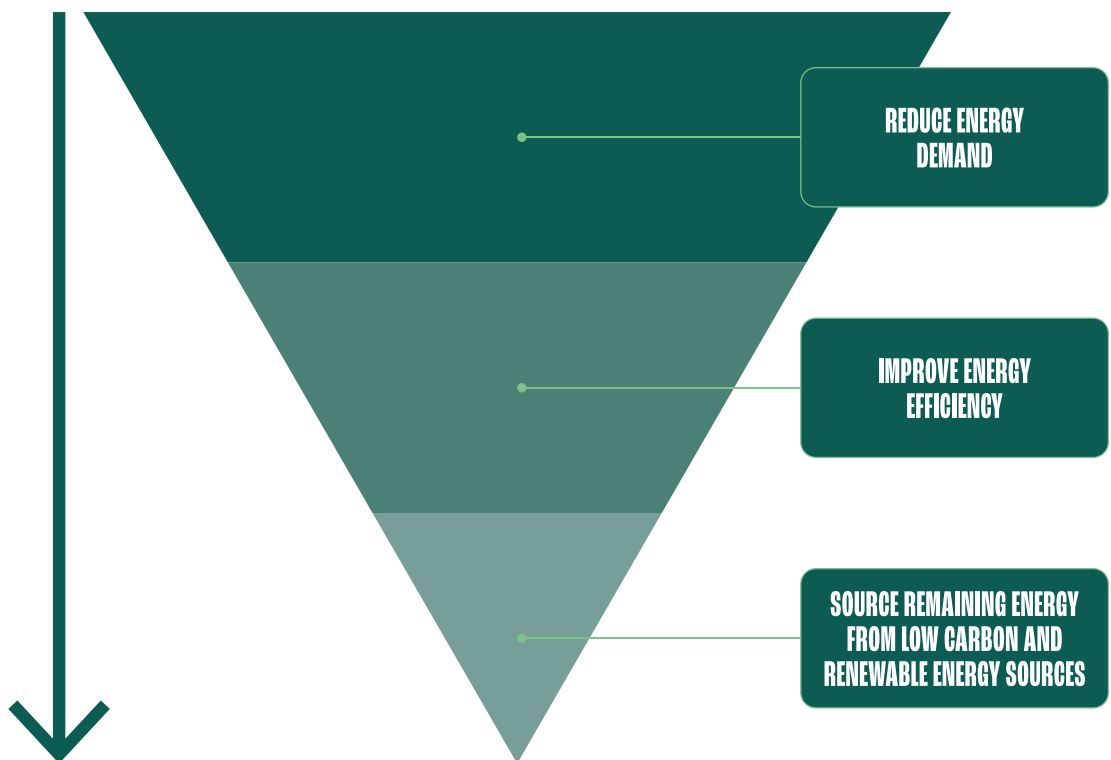 REDUCE ENERGY
DEMAND
IMPROVE ENERGY
EFFICIENCY
SOURCE REMAINING ENERGY
FROM LOW CARBON AND
RENEWABLE ENERGY SOURCES